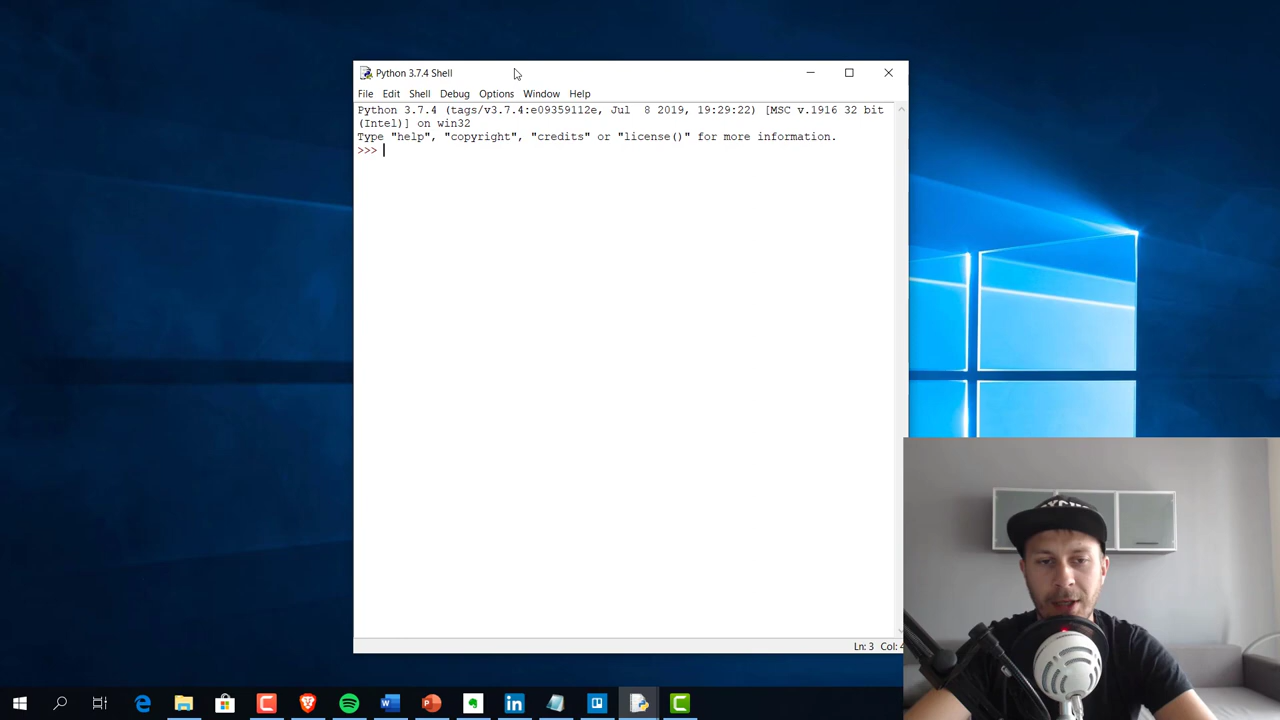 Python 3.7.4 Shell
File Edit Shell Debug Options Window Help
Python 3.7.4 (tags/v3.7.4:e09359112e, Jul  8 2019, 19:29:22) [MSC v.1916 32 bit
(Intel)] on win32
Type "help", "copyright", "credits" or "license()" for more information.
>>>
Ln: 3 Col: 4